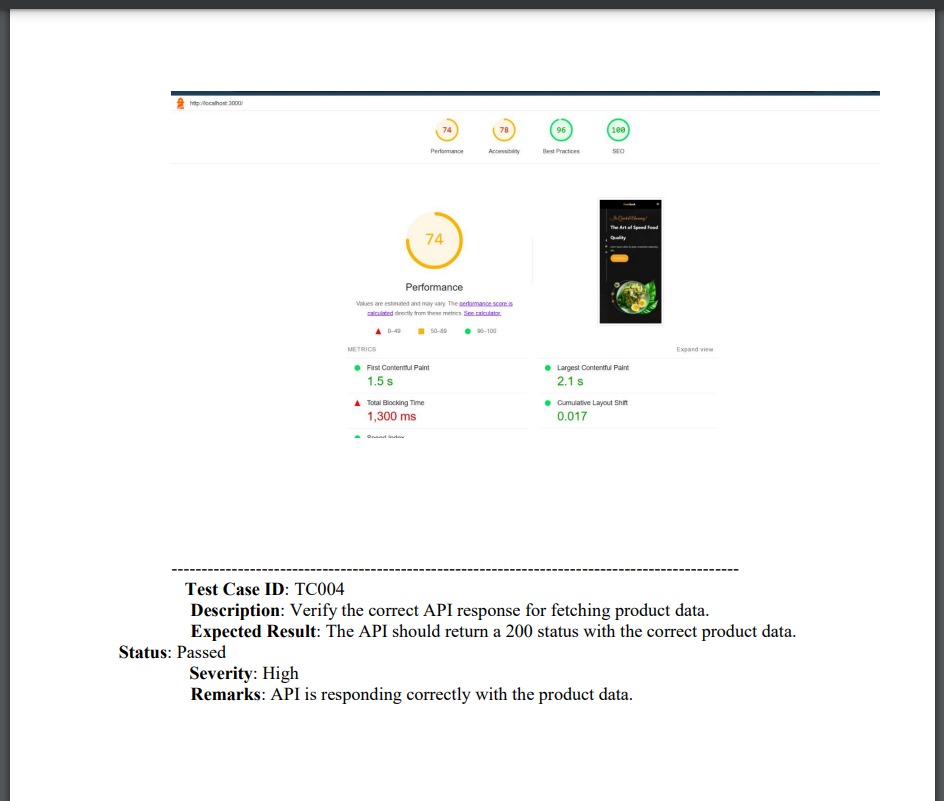 http://localhost:3000/
74 78 96 100
Performance Accessibility Best Practices SEO
74
Performance
Values are estimated and may vary. The performance score is
calculated directly from these metrics. See calculator.
0–49 50–89 90–100
The Art of Speed Food
Quality
METRICS
Expand view
First Contentful Paint
1.5 s
Largest Contentful Paint
2.1 s
Total Blocking Time
1,300 ms
Cumulative Layout Shift
0.017
Speed Index
--------------------------------------------------------------------------------------------
Test Case ID: TC004
Description: Verify the correct API response for fetching product data.
Expected Result: The API should return a 200 status with the correct product data.
Status: Passed
Severity: High
Remarks: API is responding correctly with the product data.